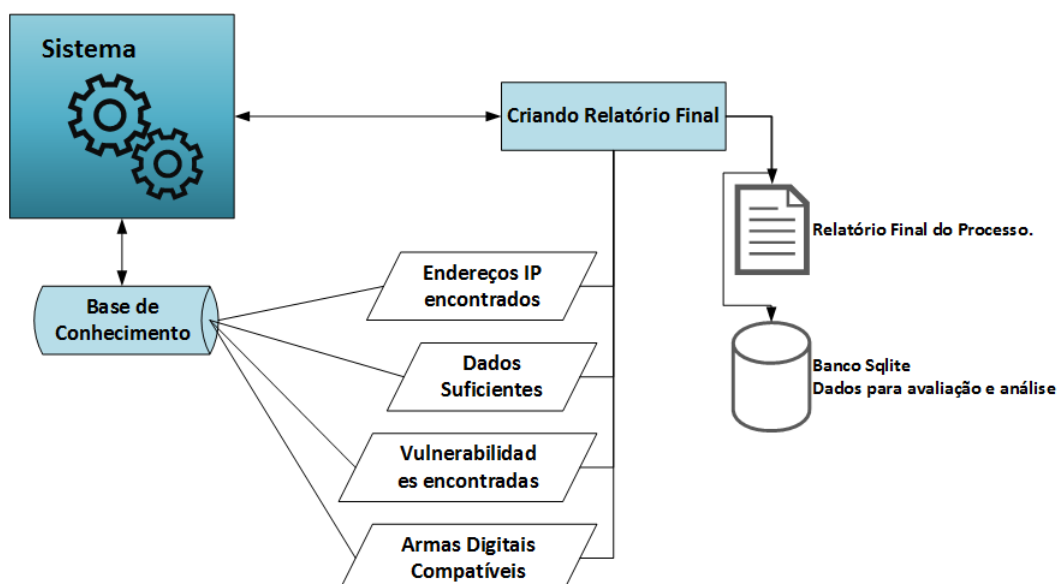 Sistema
Criando Relatório Final
Relatório Final do Processo.
Endereços IP
encontrados
Base de
Conhecimento
Dados
Suficientes
Banco Sqlite
Dados para avaliação e análise
Vulnerabilidad
es encontradas
Armas Digitais
Compatíveis